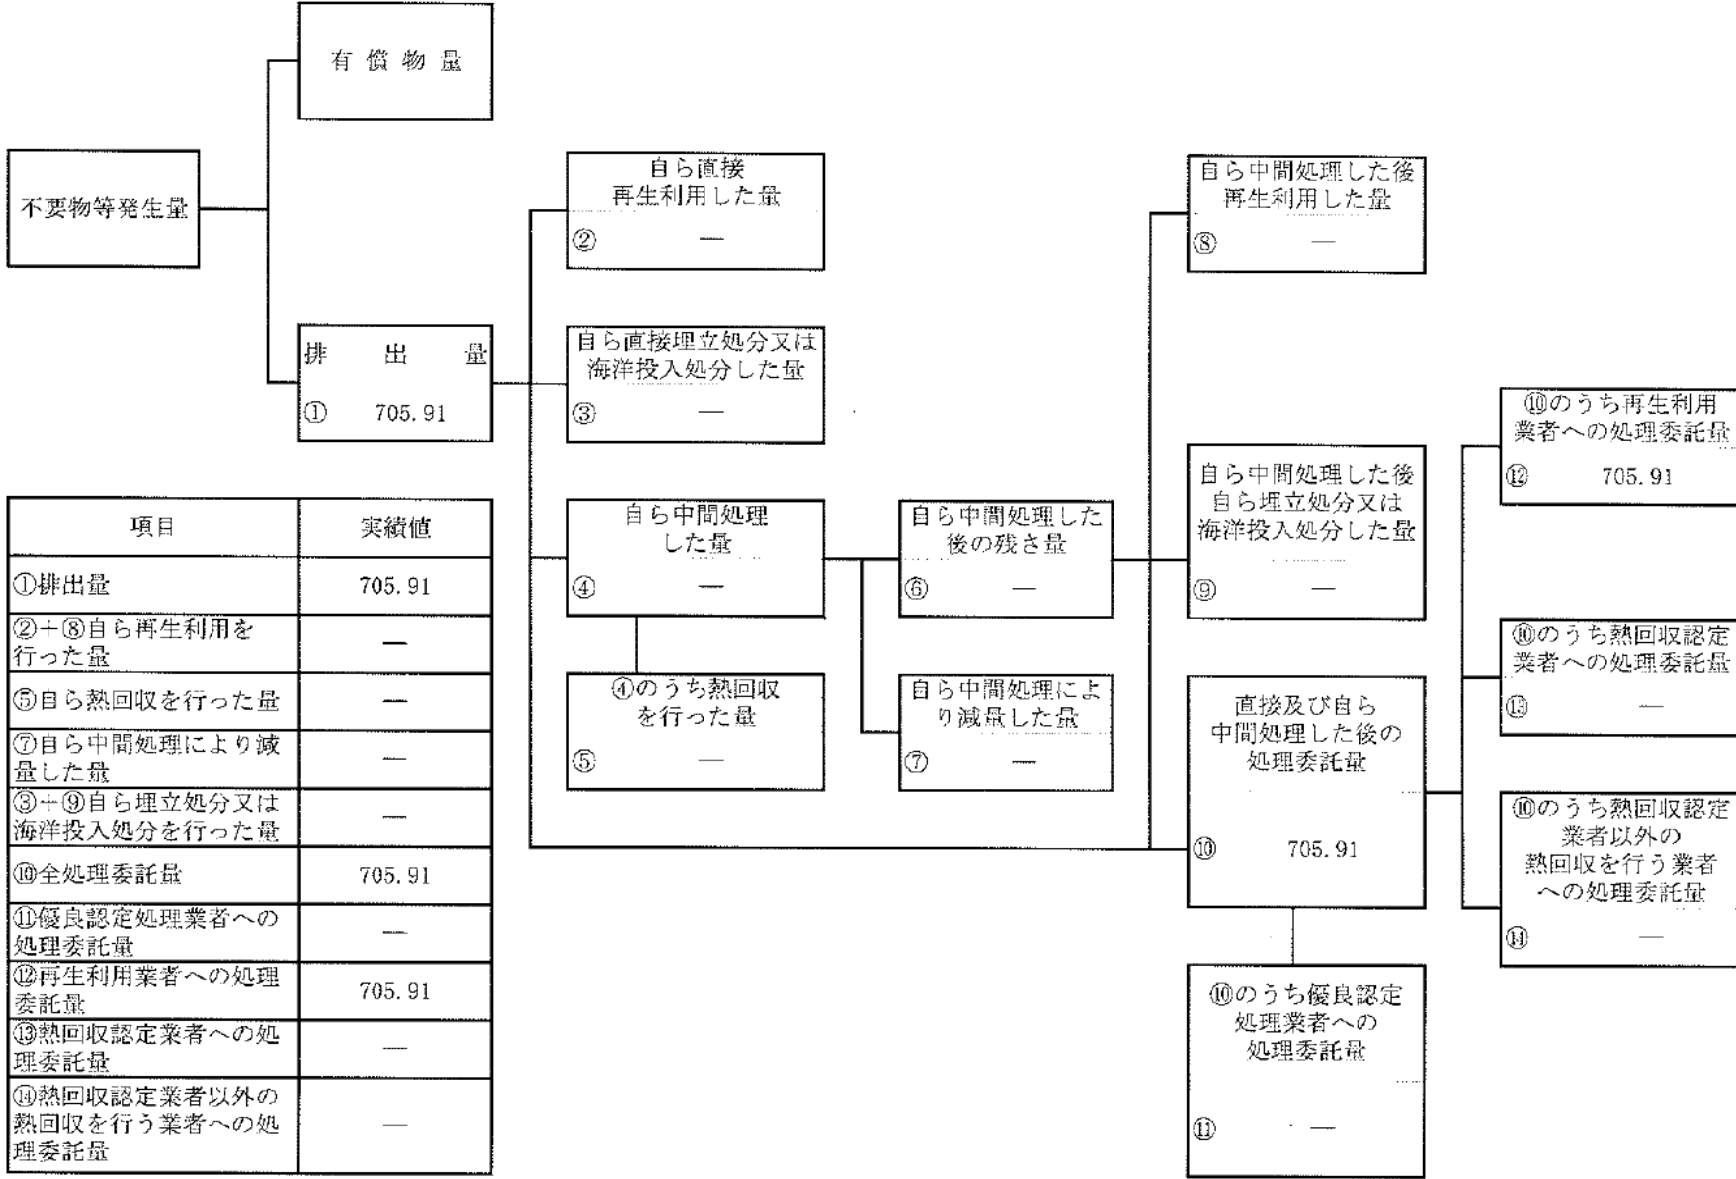 有償物量
不要物等発生量
排出量
① 705.91
自ら直接
再生利用した量
② —
自ら直接埋立処分又は
海洋投入処分した量
③ —
自ら中間処理
した量
④ —
④のうち熱回収
を行った量
⑤ —
自ら中間処理した
後の残さ量
⑥ —
自ら中間処理によ
り減量した量
⑦ —
自ら中間処理した後
再生利用した量
⑧ —
自ら中間処理した後
自ら埋立処分又は
海洋投入処分した量
⑨ —
直接及び自ら
中間処理した後の
処理委託量
⑩ 705.91
⑩のうち優良認定
処理業者への
処理委託量
⑪ —
⑩のうち再生利用
業者への処理委託量
⑫ 705.91
⑩のうち熱回収認定
業者への処理委託量
⑬ —
⑩のうち熱回収認定
業者以外の
熱回収を行う業者
への処理委託量
⑭ —
項目 実績値
①排出量 705.91
②+⑧自ら再生利用を
行った量 —
⑤自ら熱回収を行った量 —
⑦自ら中間処理により減
量した量 —
③+⑨自ら埋立処分又は
海洋投入処分を行った量 —
⑩全処理委託量 705.91
⑪優良認定処理業者への
処理委託量 —
⑫再生利用業者への処理
委託量 705.91
⑬熱回収認定業者への処
理委託量 —
⑭熱回収認定業者以外の
熱回収を行う業者への処
理委託量 —